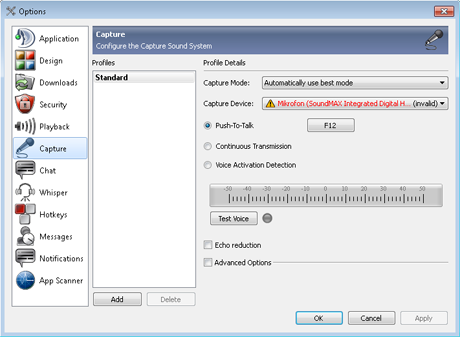 Options
Application
Design
Downloads
Security
Playback
Capture
Chat
Whisper
Hotkeys
Messages
Notifications
App Scanner
Capture
Configure the Capture Sound System
Profiles
Standard
Add Delete
Profile Details
Capture Mode: Automatically use best mode
Capture Device: Mikrofon (SoundMAX Integrated Digital H... (invalid)
Push-To-Talk F12
Continuous Transmission
Voice Activation Detection
-50 -40 -30 -20 -10 0 10 20 30 40 50
Test Voice
Echo reduction
Advanced Options
OK Cancel Apply